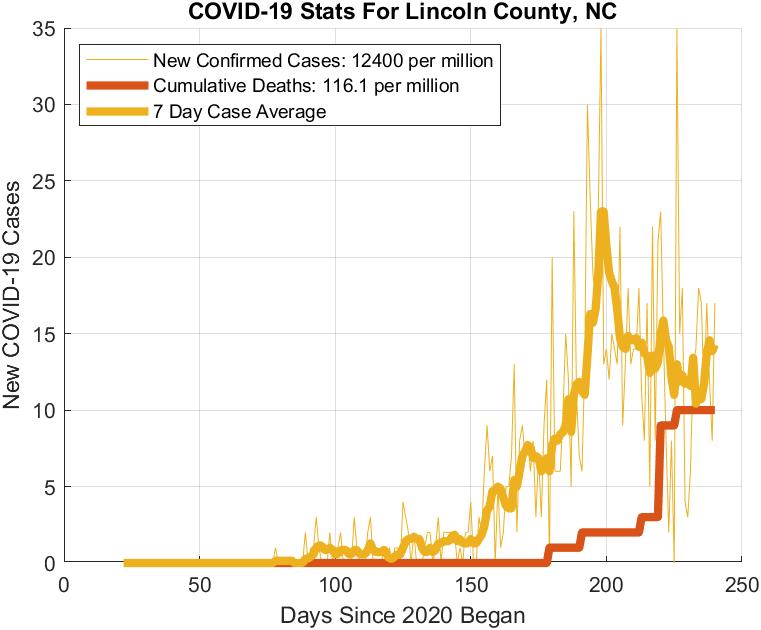 COVID-19 Stats For Lincoln County, NC
New Confirmed Cases: 12400 per million
Cumulative Deaths: 116.1 per million
7 Day Case Average
New COVID-19 Cases
35
30
25
20
15
10
5
0
0 50 100 150 200 250
Days Since 2020 Began